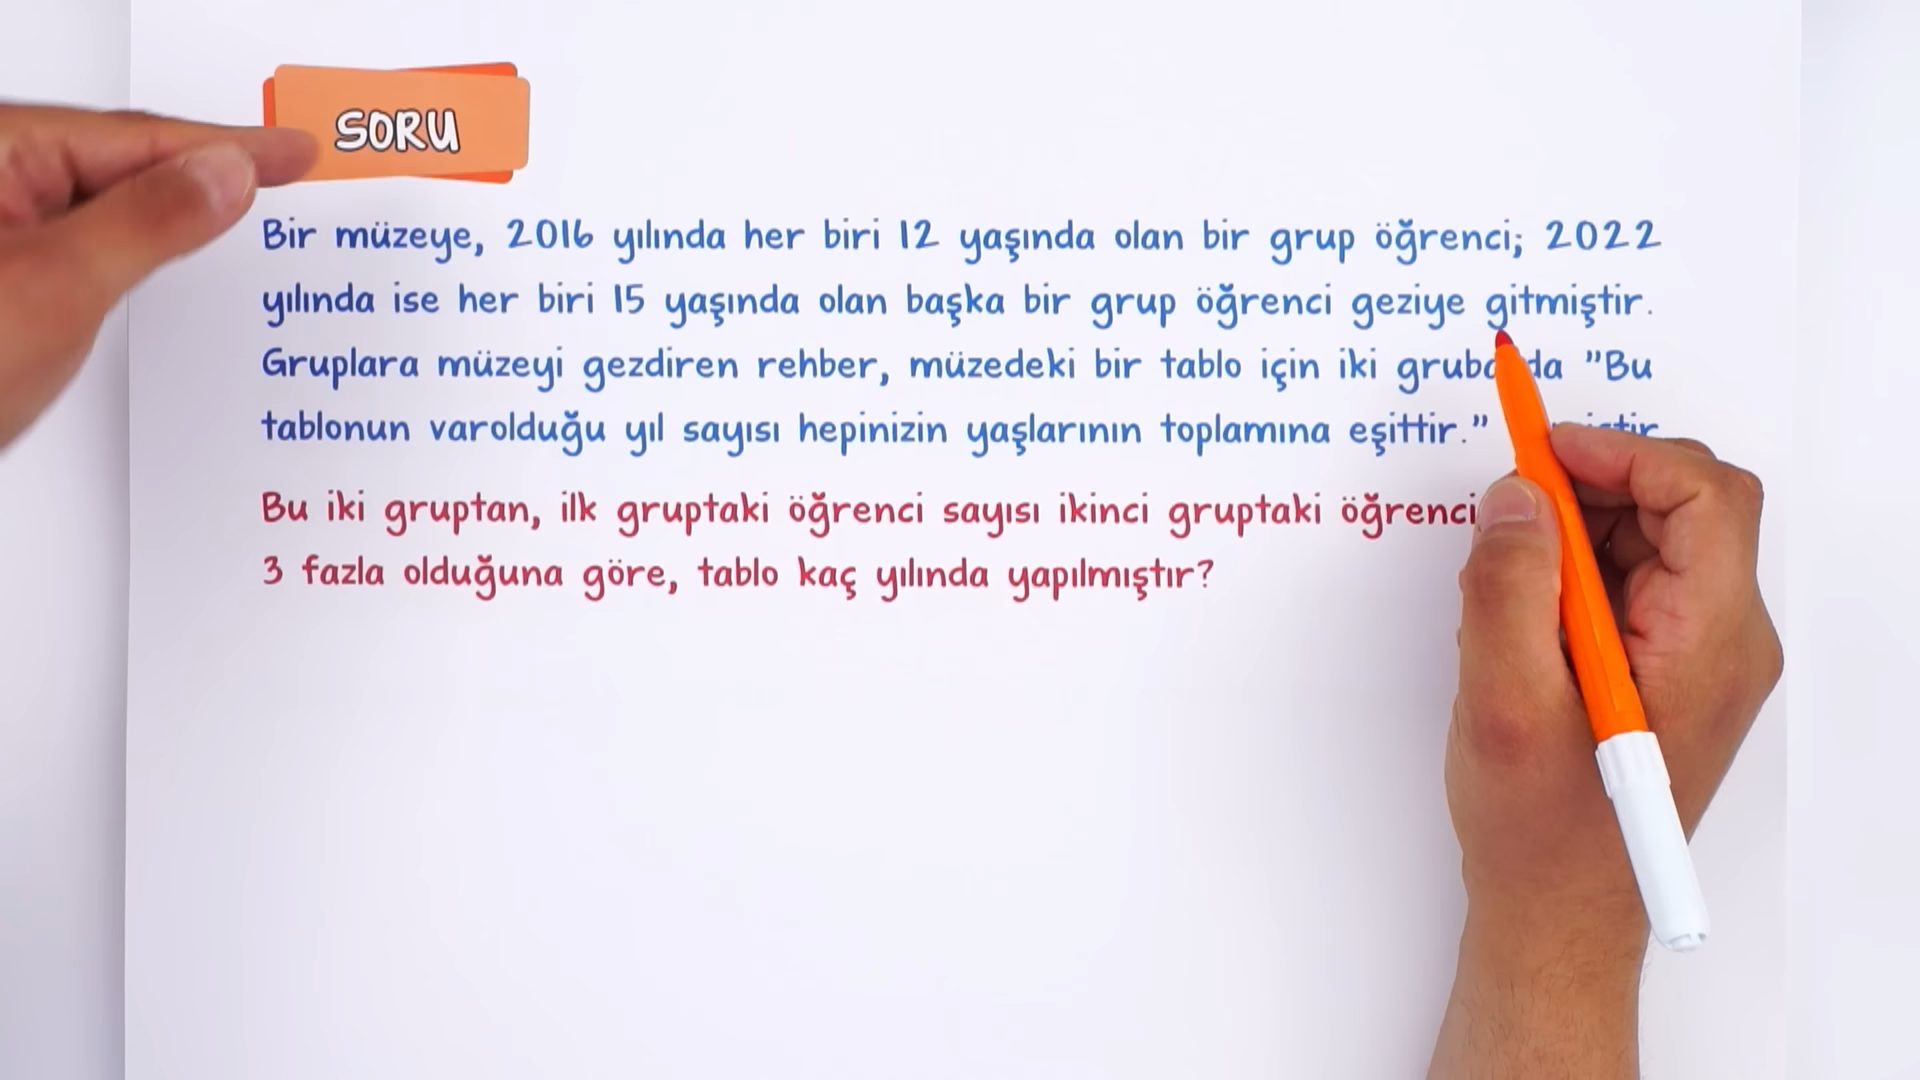 SORU
Bir müzeye, 2016 yılında her biri 12 yaşında olan bir grup öğrenci; 2022
yılında ise her biri 15 yaşında olan başka bir grup öğrenci geziye gitmiştir.
Gruplara müzeyi gezdiren rehber, müzedeki bir tablo için iki gruba da "Bu
tablonun varolduğu yıl sayısı hepinizin yaşlarının toplamına eşittir."
Bu iki gruptan, ilk gruptaki öğrenci sayısı ikinci gruptaki öğrenci
3 fazla olduğuna göre, tablo kaç yılında yapılmıştır?